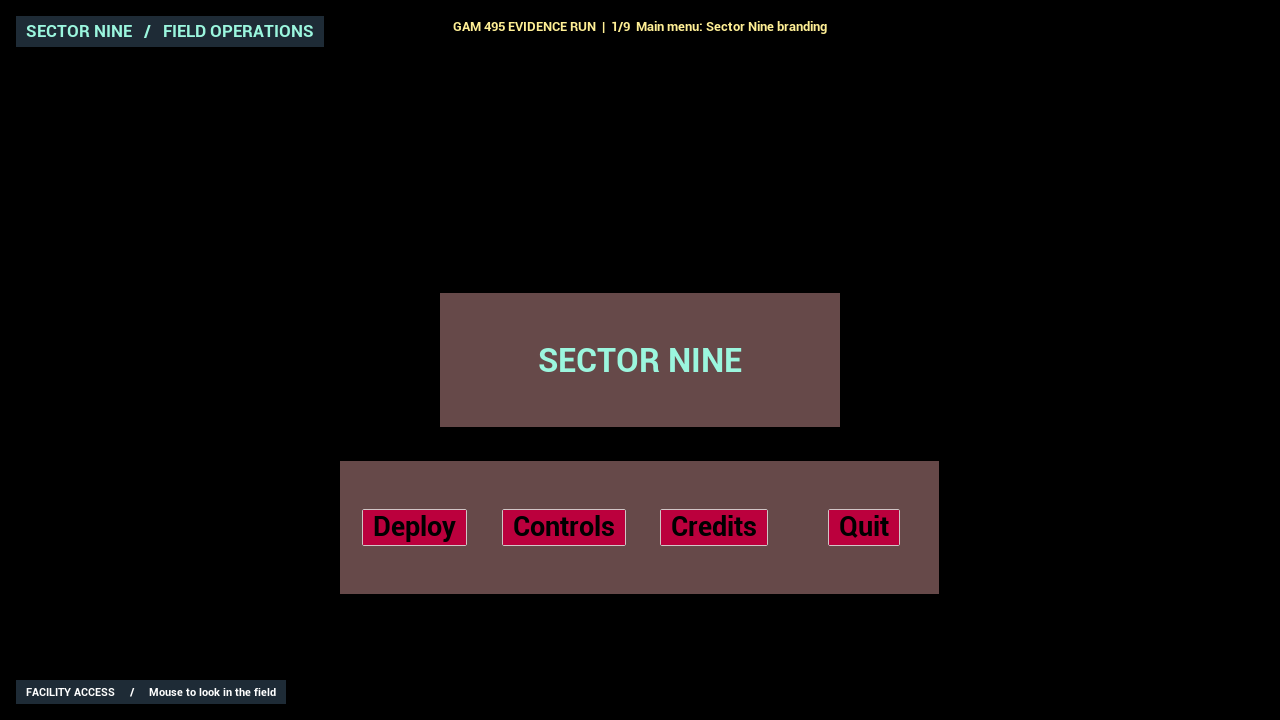 SECTOR NINE / FIELD OPERATIONS
GAM 495 EVIDENCE RUN | 1/9 Main menu: Sector Nine branding
SECTOR NINE
Deploy Controls Credits Quit
FACILITY ACCESS / Mouse to look in the field